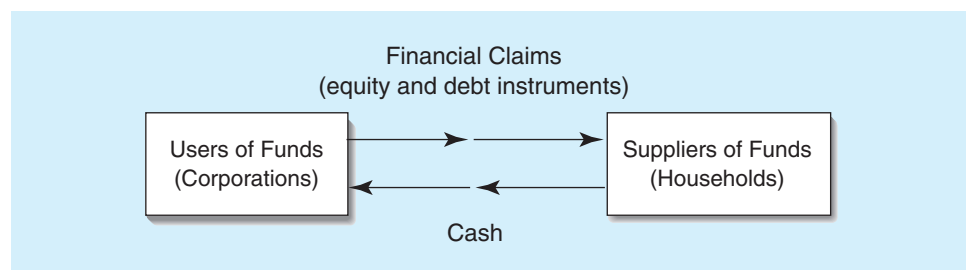 Financial Claims
(equity and debt instruments)
Users of Funds
(Corporations)
Suppliers of Funds
(Households)
Cash